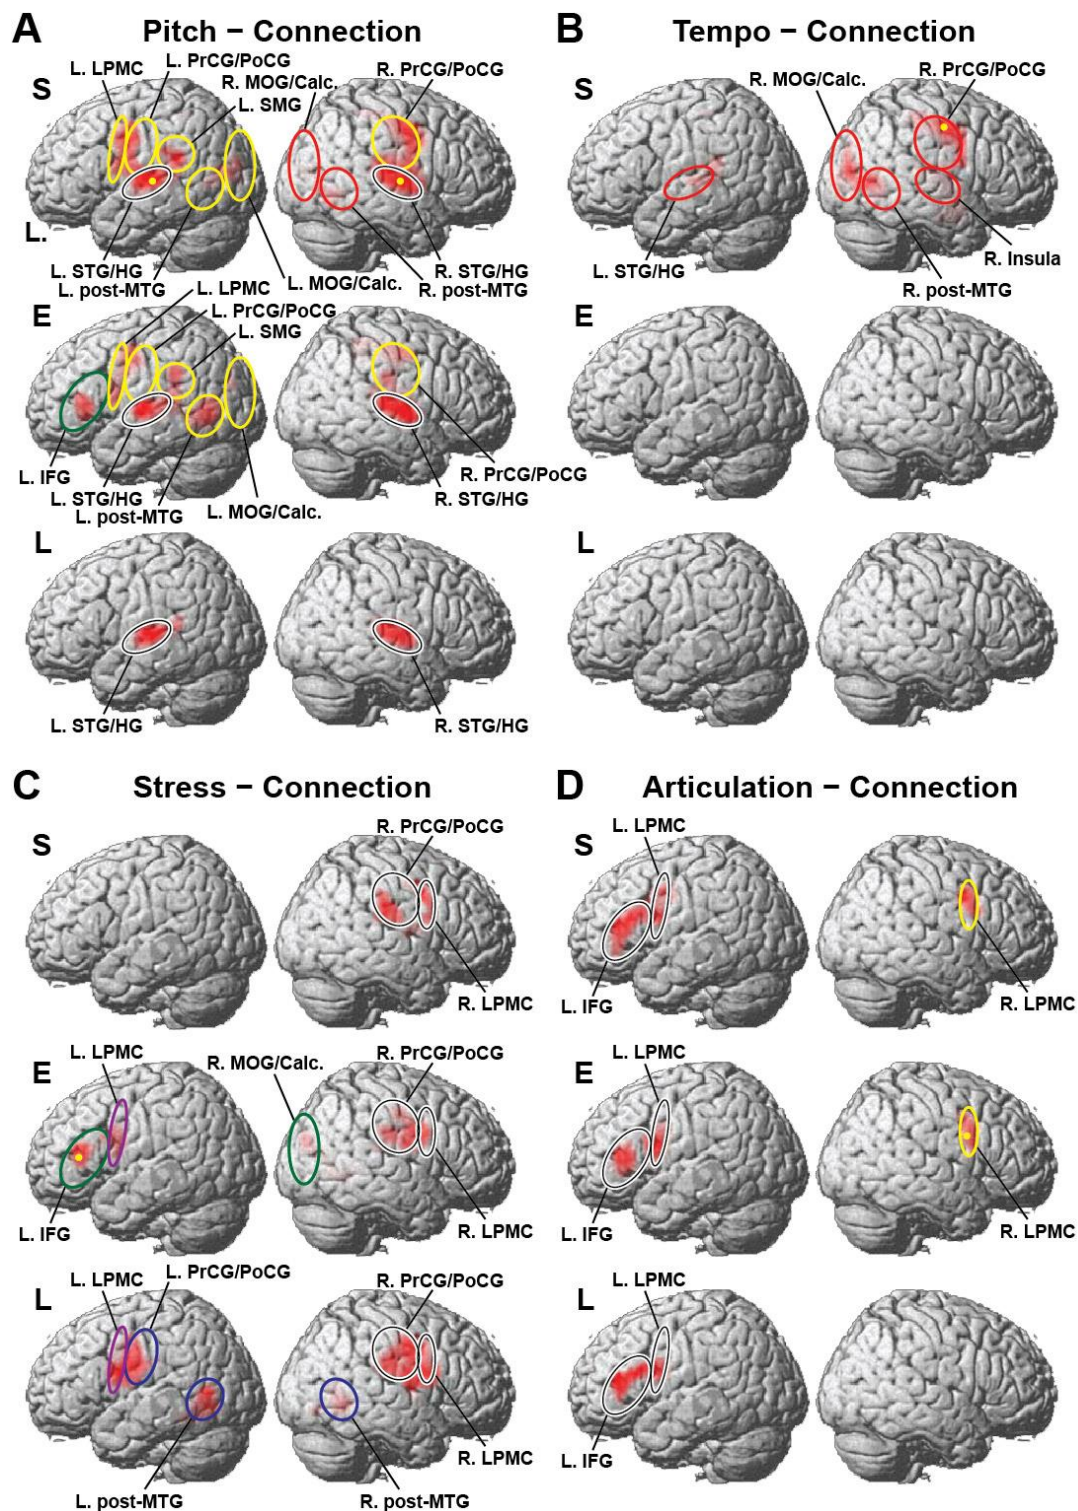 A Pitch – Connection
S
L. LPMC
L. PrCG/PoCG
R. MOG/Calc.
L. SMG
R. PrCG/PoCG
L.
L. STG/HG
L. post-MTG
L. MOG/Calc.
R. STG/HG
R. post-MTG
E
L. LPMC
L. PrCG/PoCG
L. SMG
L. IFG
L. STG/HG
L. post-MTG
L. MOG/Calc.
R. PrCG/PoCG
R. STG/HG
L
L. STG/HG
R. STG/HG
B Tempo – Connection
S
R. MOG/Calc.
R. PrCG/PoCG
L. STG/HG
R. Insula
R. post-MTG
E
L
C Stress – Connection
S
R. PrCG/PoCG
R. LPMC
E
L. LPMC
R. MOG/Calc.
R. PrCG/PoCG
L. IFG
R. LPMC
L
L. LPMC
L. PrCG/PoCG
R. PrCG/PoCG
R. LPMC
L. post-MTG
R. post-MTG
D Articulation – Connection
S
L. LPMC
L. IFG
R. LPMC
E
L. LPMC
L. IFG
R. LPMC
L
L. LPMC
L. IFG